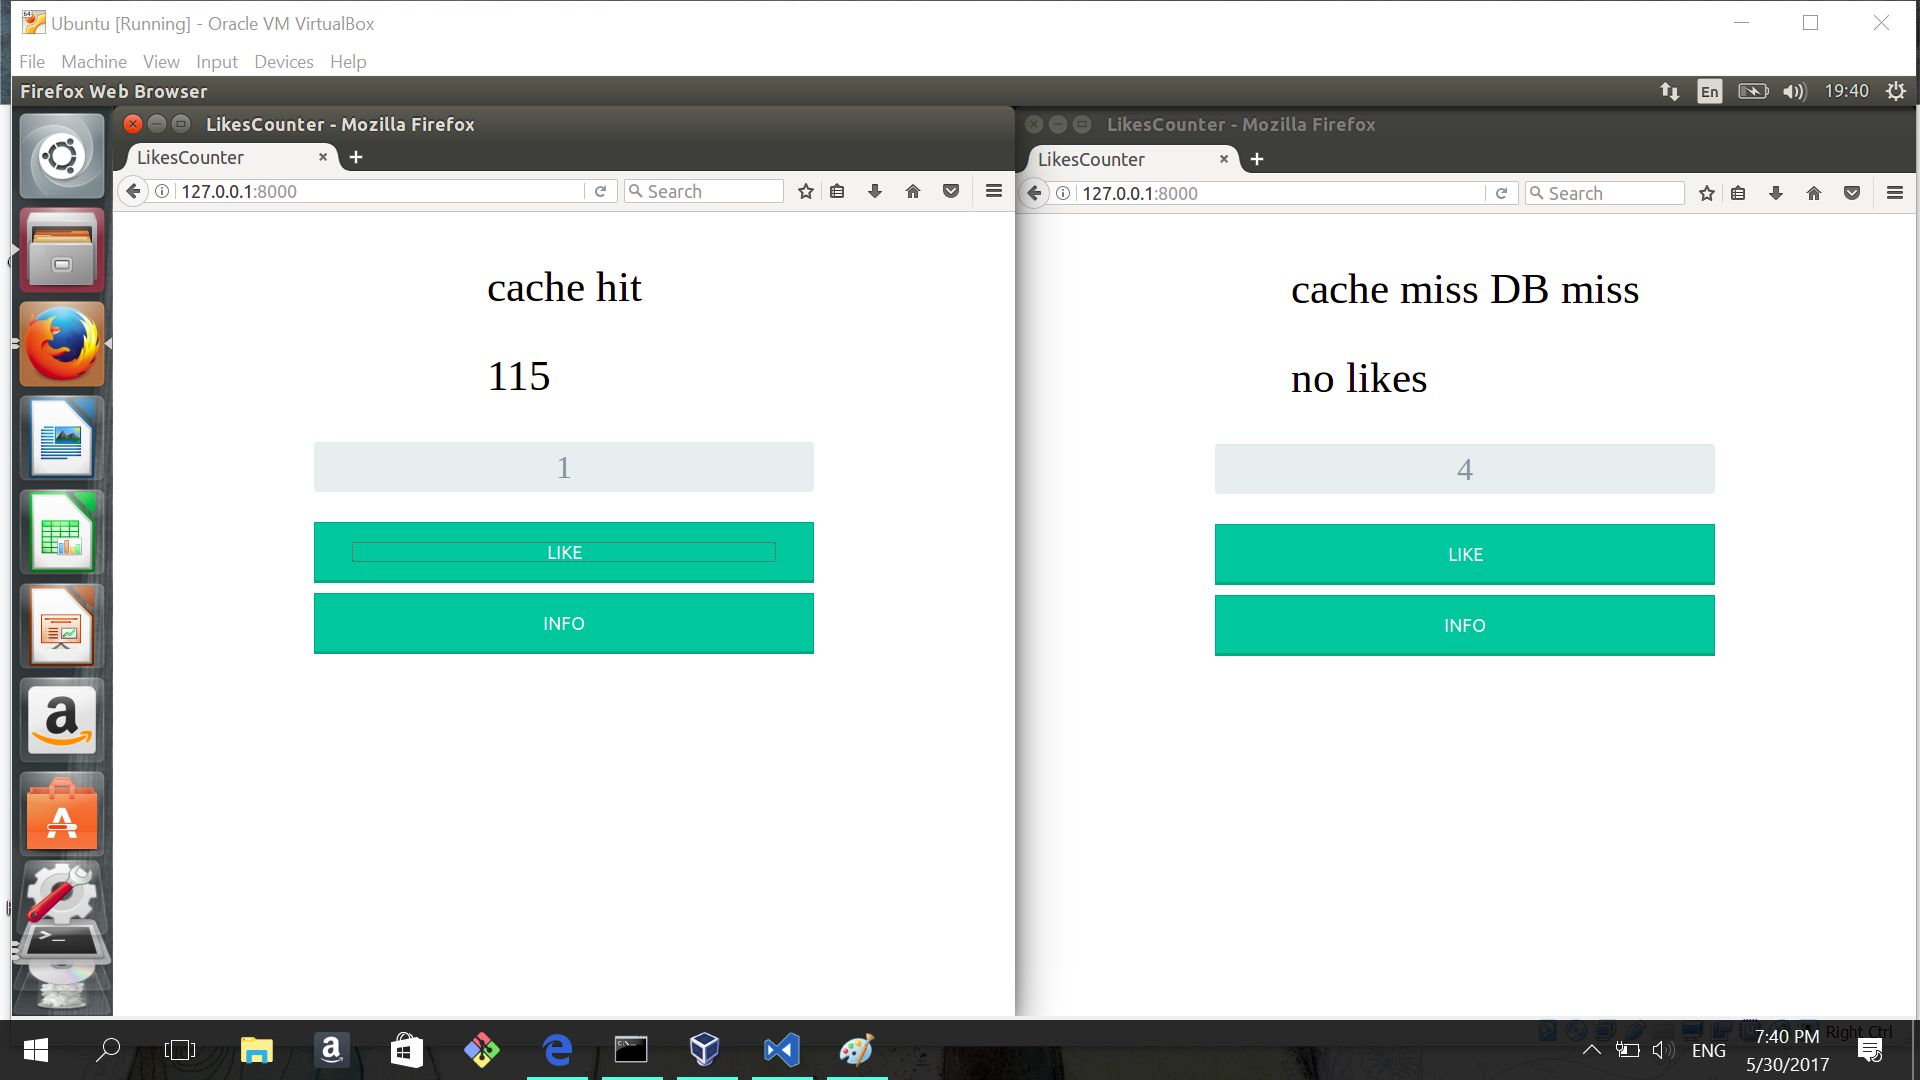 Ubuntu [Running] - Oracle VM VirtualBox
File Machine View Input Devices Help
Firefox Web Browser
En
19:40
LikesCounter - Mozilla Firefox
LikesCounter
127.0.0.1:8000
Search
cache hit
115
1
LIKE
INFO
LikesCounter - Mozilla Firefox
LikesCounter
127.0.0.1:8000
Search
cache miss DB miss
no likes
4
LIKE
INFO
Right Ctrl
ENG
7:40 PM
5/30/2017